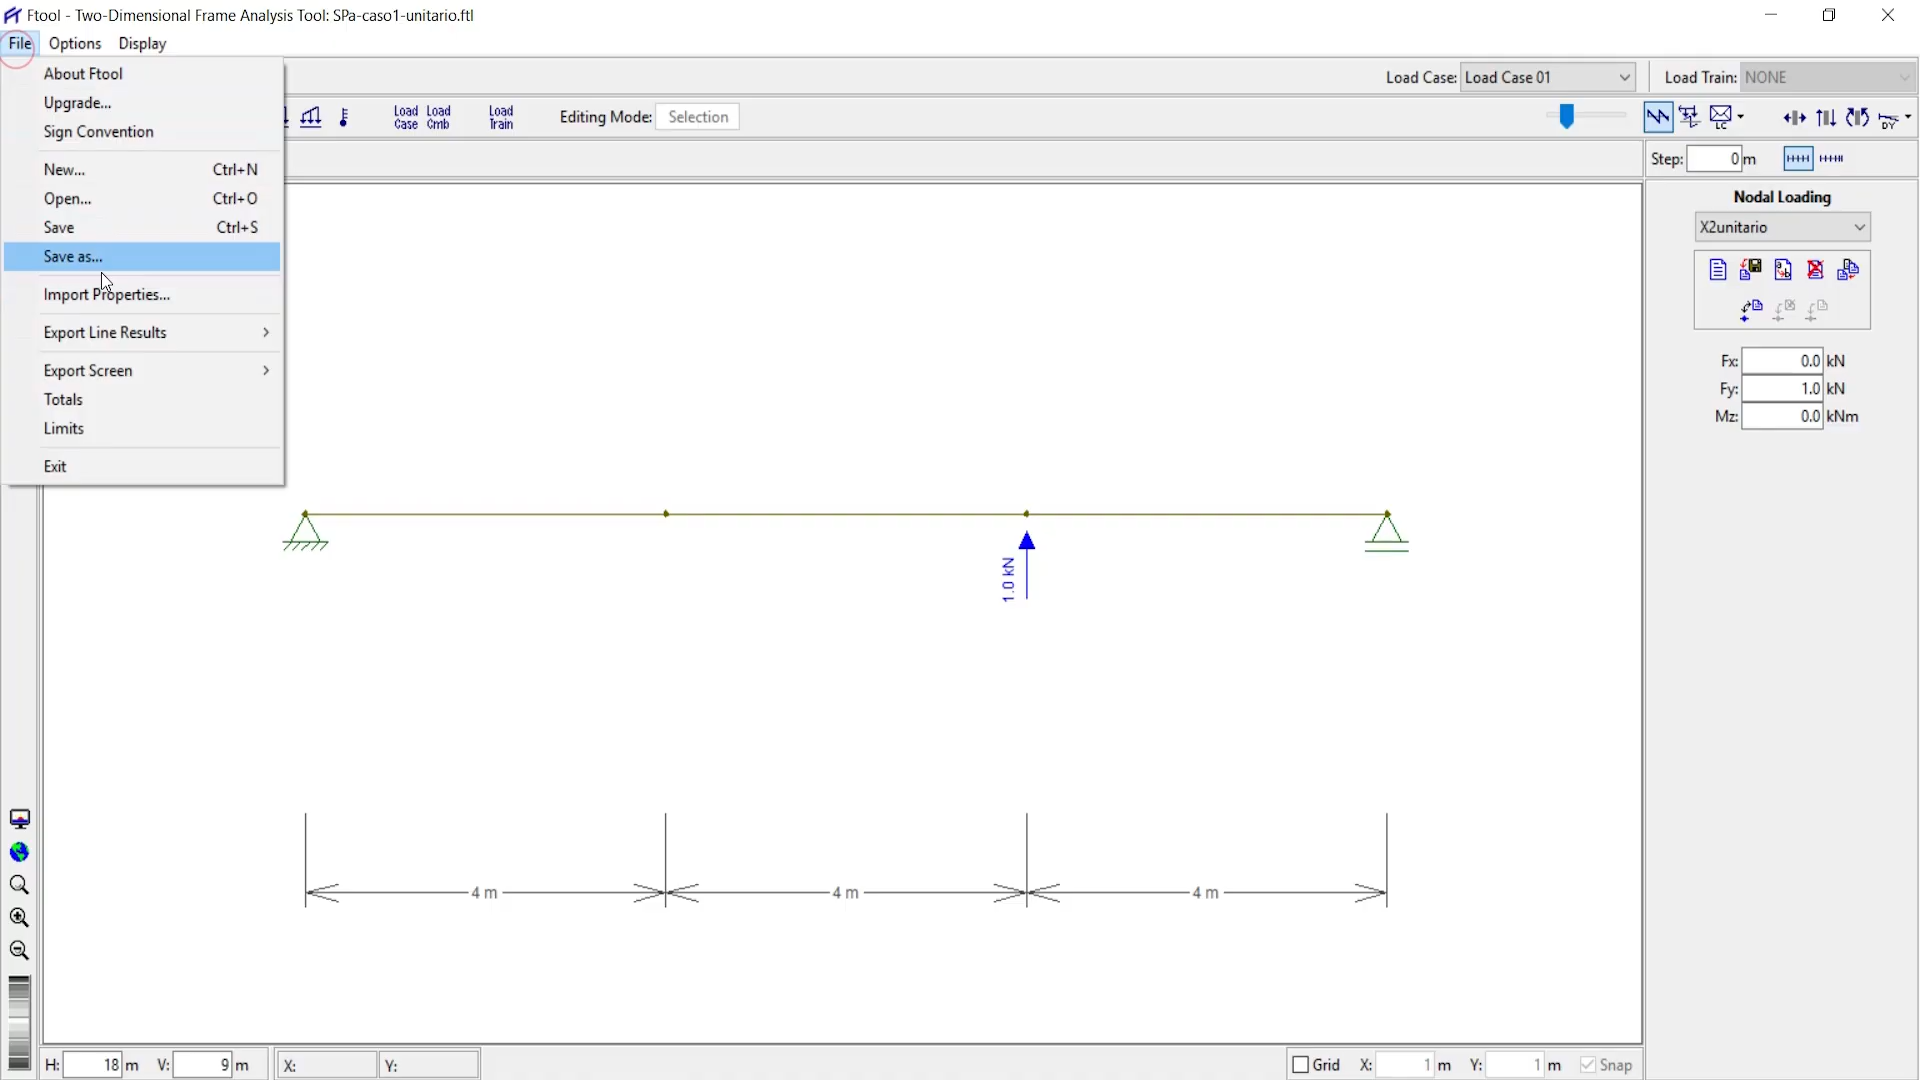 Ftool - Two-Dimensional Frame Analysis Tool: SPa-caso1-unitario.ftl
File Options Display
About Ftool
Upgrade...
Sign Convention
New... Ctrl+N
Open... Ctrl+O
Save Ctrl+S
Save as...
Import Properties...
Export Line Results
Export Screen
Totals
Limits
Exit
Load Case: Load Case 01 Load Train: NONE
Load Case Load Cmb Load Train Editing Mode: Selection LC DY
Step: 0 m
Nodal Loading
X2unitario
Fx: 0.0 kN
Fy: 1.0 kN
Mz: 0.0 kNm
1.0 kN
4 m 4 m 4 m
H: 18 m V: 9 m X: Y: Grid X: 1 m Y: 1 m Snap